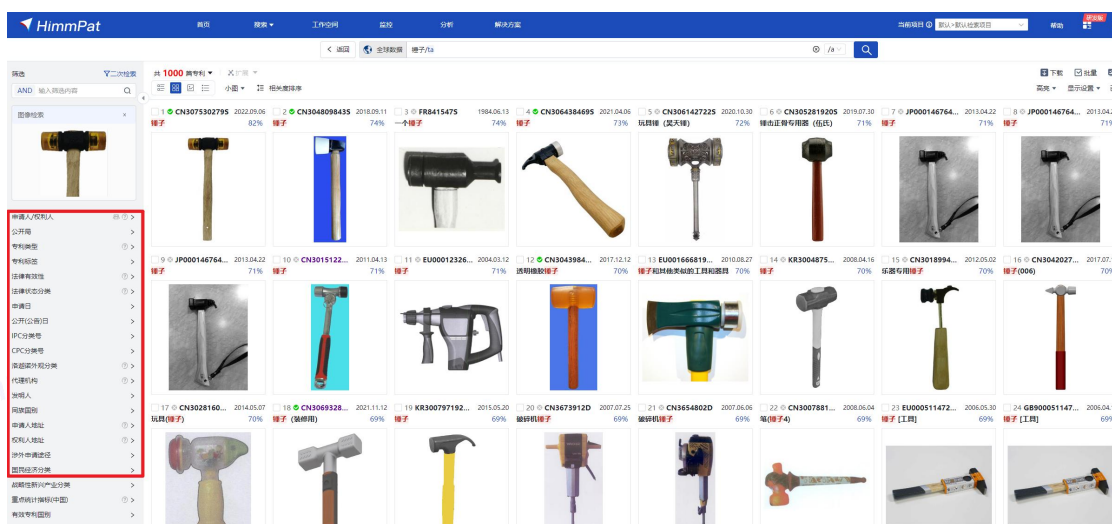 HimmPat
首页 搜索 工作空间 监控 分析 解决方案 当前项目 默认>默认检索项目 帮助 研发版
< 返回 全球数据 锤子/ta /a
筛选 二次检索 共 1000 篇专利 下载 批量
AND 输入筛选内容 小图 相关度排序 高亮 显示设置
图像检索 ×
1 CN307530279S 2022.09.06 2 CN304809843S 2018.09.11 3 FR8415475 1984.06.13 4 CN306438469S 2021.04.06 5 CN306142722S 2020.10.30 6 CN305281920S 2019.07.30 7 JP000146764... 2013.04.22 8 JP000146764...
锤子 82% 锤子 74% 一个锤子 74% 锤子 73% 玩具锤(昊天锤) 72% 锤击正骨专用器(伍氏) 71% 锤子 71% 锤子
申请人/权利人
公开局
专利类型
专利标签
法律有效性
法律状态分类
申请日
公开(公告)日
IPC分类号
CPC分类号
洛迦诺外观分类
代理机构
发明人
同族国别
申请人地址
权利人地址
涉外申请途径
国民经济分类
战略性新兴产业分类
重点统计指标(中国)
有效专利国别
9 JP000146764... 2013.04.22 10 CN3015122... 2011.04.13 11 EU00012326... 2004.03.12 12 CN3043984... 2017.12.12 13 EU001666819... 2010.08.27 14 KR3004875... 2008.04.16 15 CN3018994... 2012.05.02 16 CN3042027...
锤子 71% 锤子 71% 锤子 71% 透明橡胶锤子 70% 锤子和其他类似的工具和器具 70% 锤子 70% 乐器专用锤子 70% 锤子(006) 70%
17 CN3028160... 2014.05.07 18 CN3069328... 2021.11.12 19 KR300797192... 2015.05.20 20 CN3673912D 2007.07.25 21 CN3654802D 2007.06.06 22 CN3007881... 2008.06.04 23 EU000511472... 2006.05.30 24 GB900051147...
玩具(锤子) 70% 锤子(装修用) 69% 锤子 69% 破碎机锤子 69% 破碎机锤子 69% 笔(锤子4) 69% 锤子 [工具] 69% 锤子 [工具]